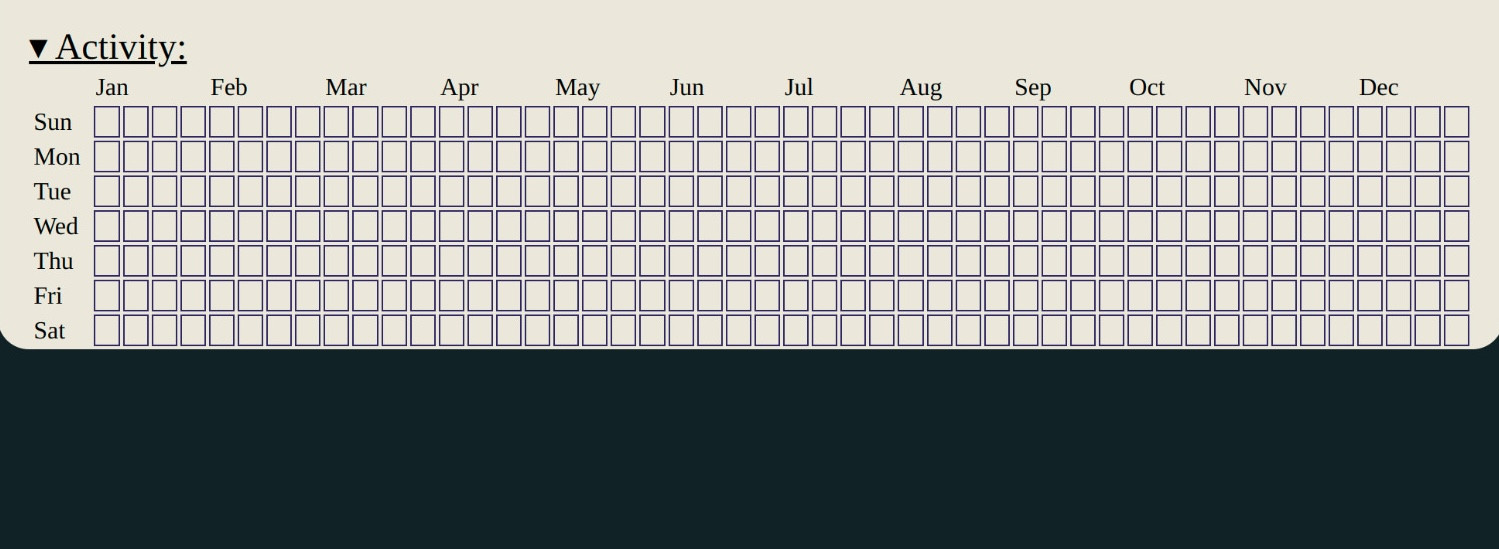 ▾ Activity:
Jan Feb Mar Apr May Jun Jul Aug Sep Oct Nov Dec
Sun
Mon
Tue
Wed
Thu
Fri
Sat